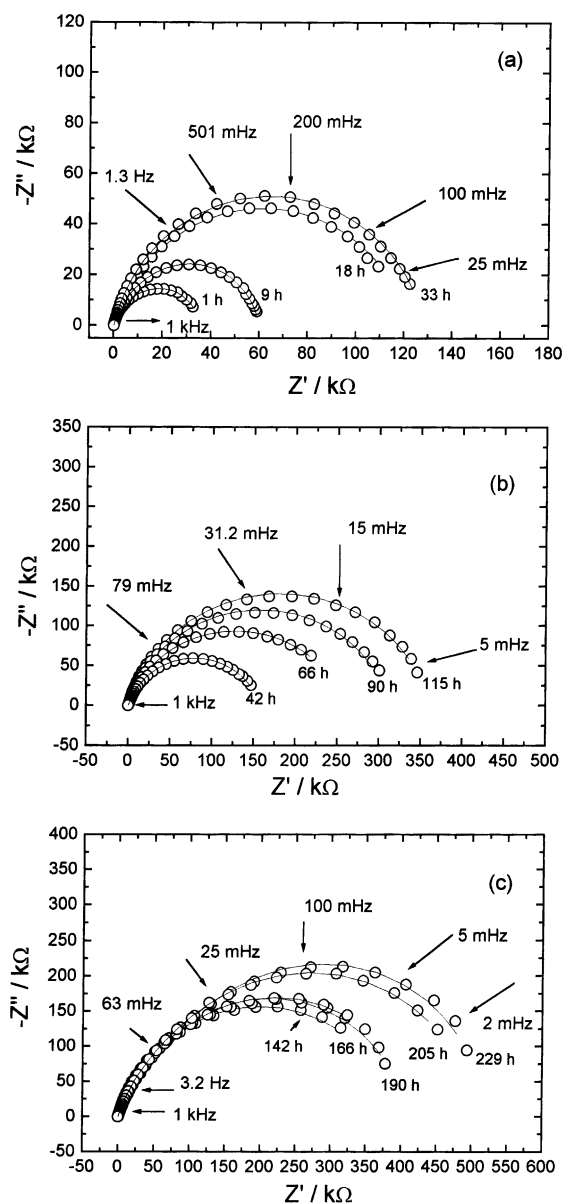 120
(a)
100
80
501 mHz
200 mHz
-Z'' / kΩ
60
1.3 Hz
100 mHz
40
25 mHz
20
18 h
1 h
9 h
33 h
0
1 kHz
0 20 40 60 80 100 120 140 160 180
Z' / kΩ
350
300
(b)
250
31.2 mHz
15 mHz
200
-Z'' / kΩ
79 mHz
150
100
5 mHz
50
66 h
42 h
90 h
115 h
0
1 kHz
-50
-50 0 50 100 150 200 250 300 350 400 450 500
Z' / kΩ
400
350
(c)
300
100 mHz
5 mHz
250
25 mHz
200
-Z'' / kΩ
63 mHz
150
2 mHz
142 h
166 h
205 h
100
229 h
190 h
50
3.2 Hz
0
1 kHz
-50
-50 0 50 100 150 200 250 300 350 400 450 500 550 600
Z' / kΩ